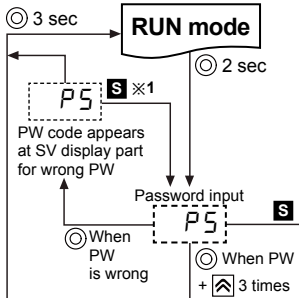 ◎ 3 sec
RUN mode
◎ 2 sec
PS
S ※1
PW code appears
at SV display part
for wrong PW
Password input
PS
S
◎ When
PW
is wrong
◎ When PW
+ 3 times